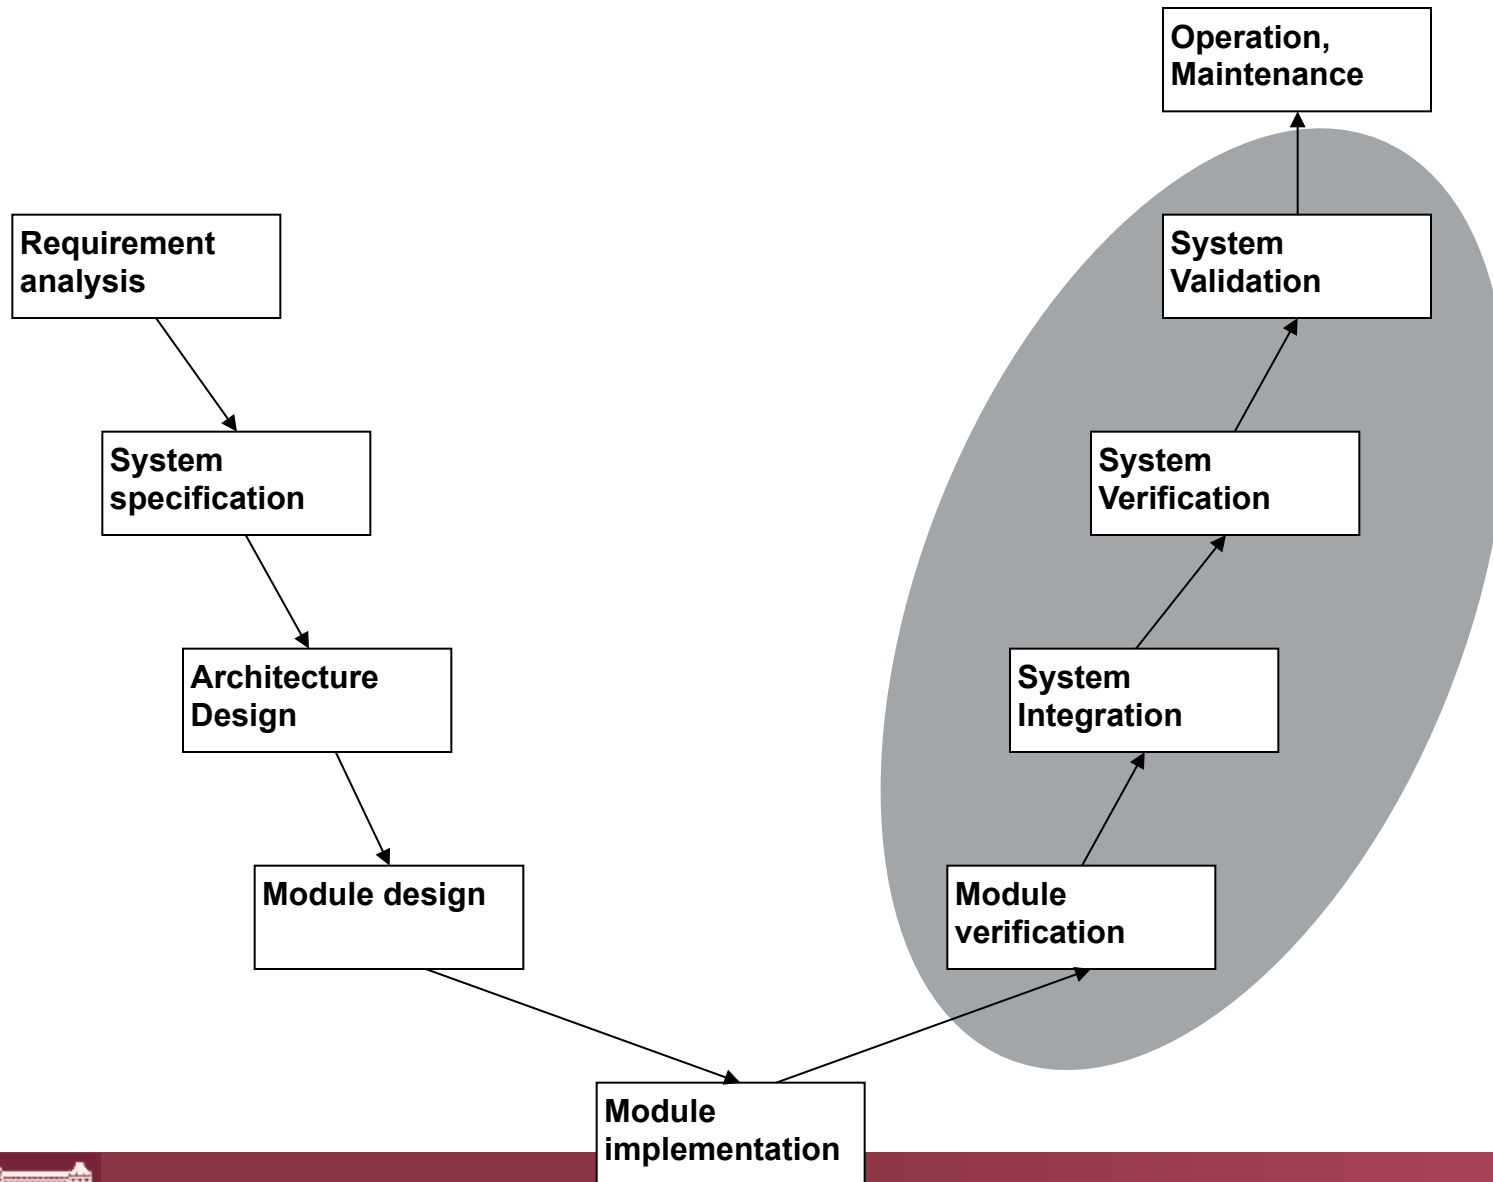 Operation,
Maintenance
Requirement
analysis
System
Validation
System
specification
System
Verification
Architecture
Design
System
Integration
Module design
Module
verification
Module
implementation